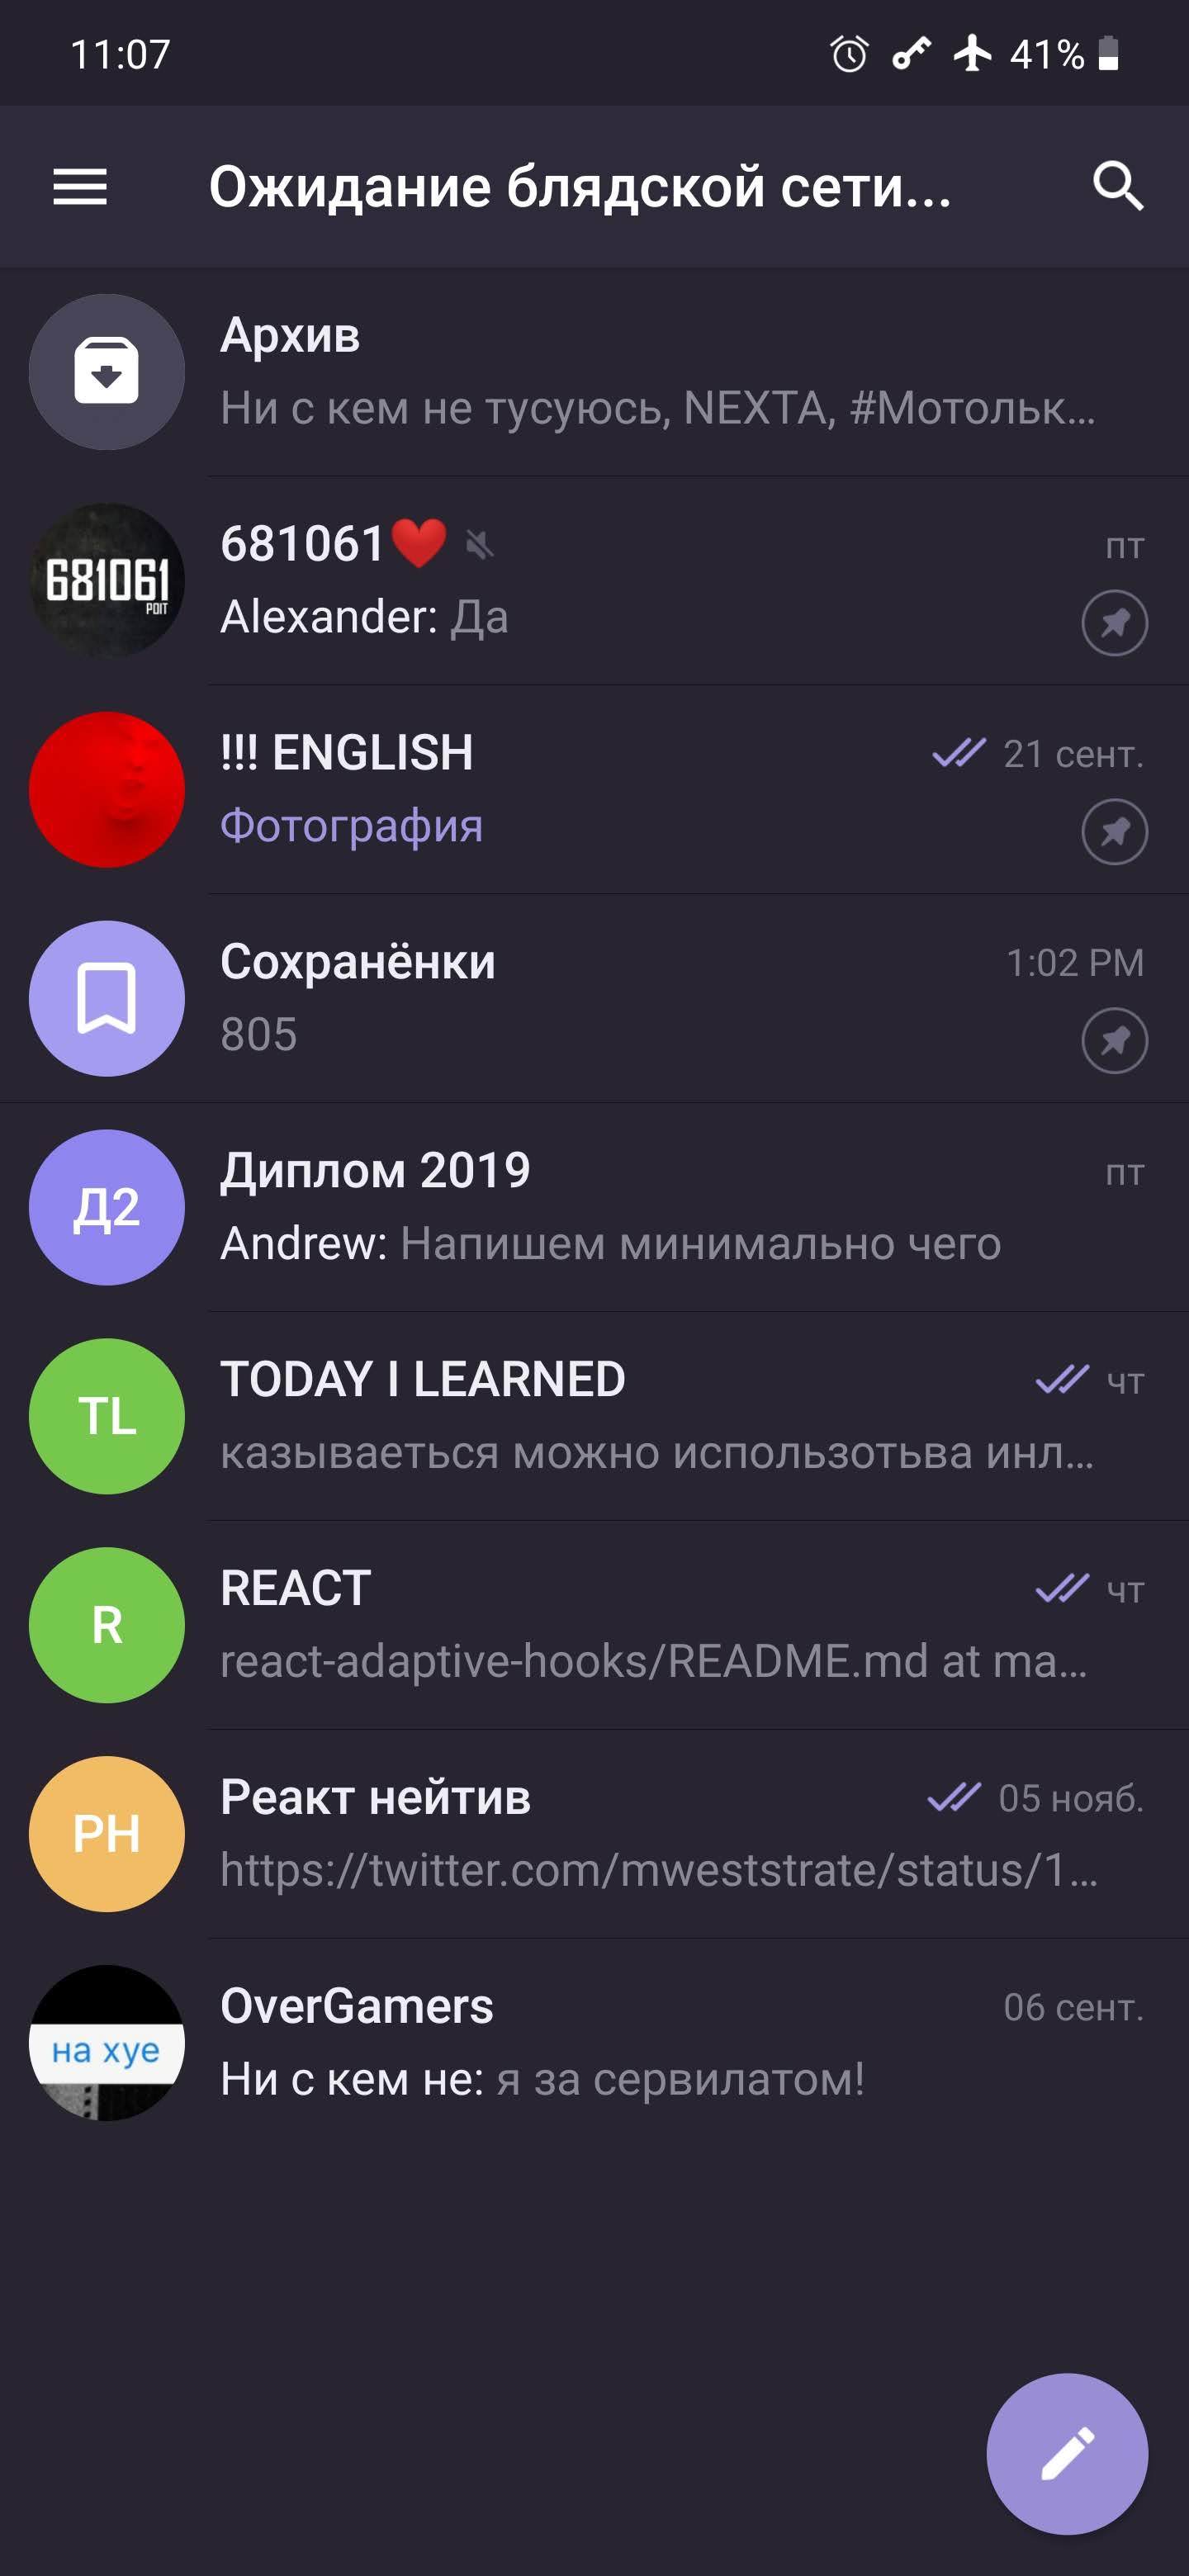 11:07 41%
Ожидание блядской сети...
Архив
Ни с кем не тусуюсь, NEXTA, #Мотольк...
681061
POIT
681061❤️ пт
Alexander: Да
!!! ENGLISH 21 сент.
Фотография
Сохранёнки 1:02 PM
805
Д2
Диплом 2019 пт
Andrew: Напишем минимально чего
TL
TODAY I LEARNED чт
казываеться можно использотьва инл...
R
REACT чт
react-adaptive-hooks/README.md at ma...
РН
Реакт нейтив 05 нояб.
https://twitter.com/mweststrate/status/1...
на хуе
OverGamers 06 сент.
Ни с кем не: я за сервилатом!